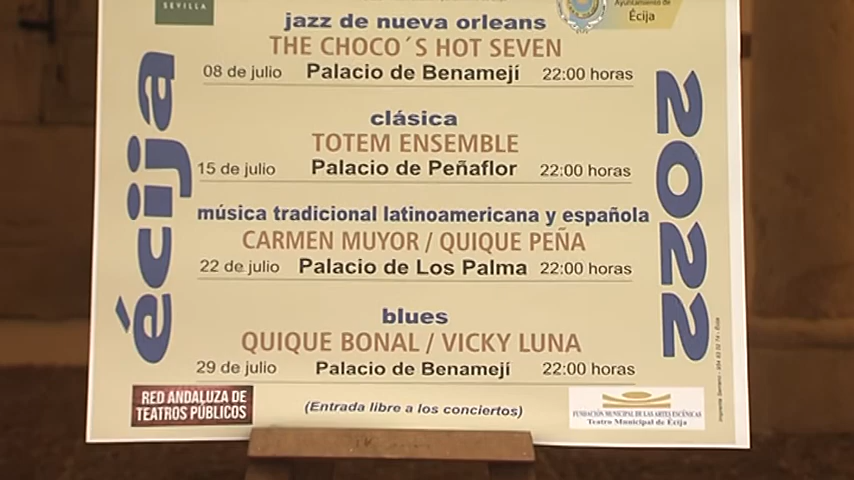 SEVILLA
Ayuntamiento de
Écija
jazz de nueva orleans
THE CHOCO´S HOT SEVEN
08 de julio Palacio de Benamejí 22:00 horas
clásica
TOTEM ENSEMBLE
15 de julio Palacio de Peñaflor 22:00 horas
música tradicional latinoamericana y española
CARMEN MUYOR / QUIQUE PEÑA
22 de julio Palacio de Los Palma 22:00 horas
blues
QUIQUE BONAL / VICKY LUNA
29 de julio Palacio de Benamejí 22:00 horas
écija
2022
RED ANDALUZA DE
TEATROS PÚBLICOS
(Entrada libre a los conciertos)
FUNDACIÓN MUNICIPAL DE LAS ARTES ESCÉNICAS
Teatro Municipal de Écija